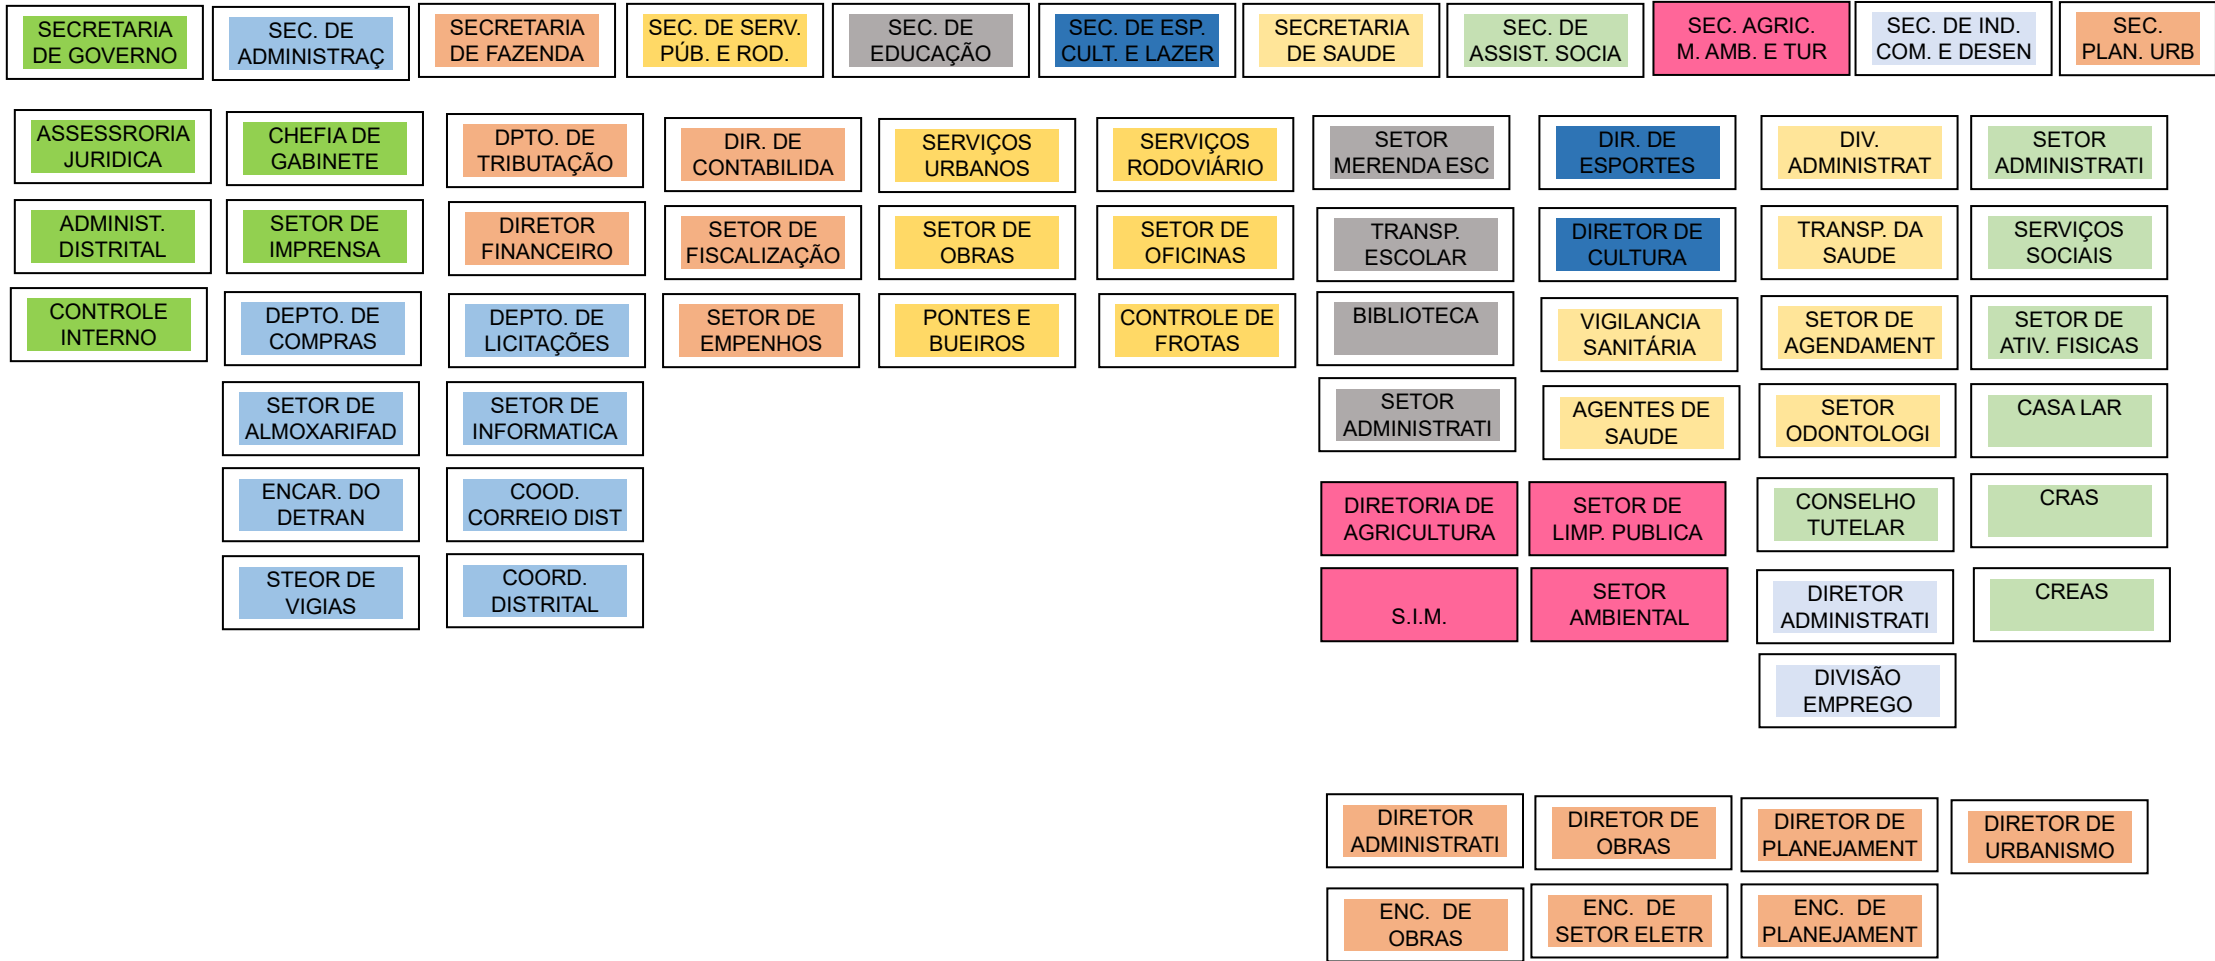 SECRETARIA
DE GOVERNO
SEC. DE
ADMINISTRAÇ
SECRETARIA
DE FAZENDA
SEC. DE SERV.
PÚB. E ROD.
SEC. DE
EDUCAÇÃO
SEC. DE ESP.
CULT. E LAZER
SECRETARIA
DE SAUDE
SEC. DE
ASSIST. SOCIA
SEC. AGRIC.
M. AMB. E TUR
SEC. DE IND.
COM. E DESEN
SEC.
PLAN. URB
ASSESSRORIA
JURIDICA
CHEFIA DE
GABINETE
DPTO. DE
TRIBUTAÇÃO
DIR. DE
CONTABILIDA
SERVIÇOS
URBANOS
SERVIÇOS
RODOVIÁRIO
SETOR
MERENDA ESC
DIR. DE
ESPORTES
DIV.
ADMINISTRAT
SETOR
ADMINISTRATI
ADMINIST.
DISTRITAL
SETOR DE
IMPRENSA
DIRETOR
FINANCEIRO
SETOR DE
FISCALIZAÇÃO
SETOR DE
OBRAS
SETOR DE
OFICINAS
TRANSP.
ESCOLAR
DIRETOR DE
CULTURA
TRANSP. DA
SAUDE
SERVIÇOS
SOCIAIS
CONTROLE
INTERNO
DEPTO. DE
COMPRAS
DEPTO. DE
LICITAÇÕES
SETOR DE
EMPENHOS
PONTES E
BUEIROS
CONTROLE DE
FROTAS
BIBLIOTECA
VIGILANCIA
SANITÁRIA
SETOR DE
AGENDAMENT
SETOR DE
ATIV. FISICAS
SETOR DE
ALMOXARIFAD
SETOR DE
INFORMATICA
SETOR
ADMINISTRATI
AGENTES DE
SAUDE
SETOR
ODONTOLOGI
CASA LAR
ENCAR. DO
DETRAN
COOD.
CORREIO DIST
DIRETORIA DE
AGRICULTURA
SETOR DE
LIMP. PUBLICA
CONSELHO
TUTELAR
CRAS
STEOR DE
VIGIAS
COORD.
DISTRITAL
S.I.M.
SETOR
AMBIENTAL
DIRETOR
ADMINISTRATI
CREAS
DIVISÃO
EMPREGO
DIRETOR
ADMINISTRATI
DIRETOR DE
OBRAS
DIRETOR DE
PLANEJAMENT
DIRETOR DE
URBANISMO
ENC. DE
OBRAS
ENC. DE
SETOR ELETR
ENC. DE
PLANEJAMENT